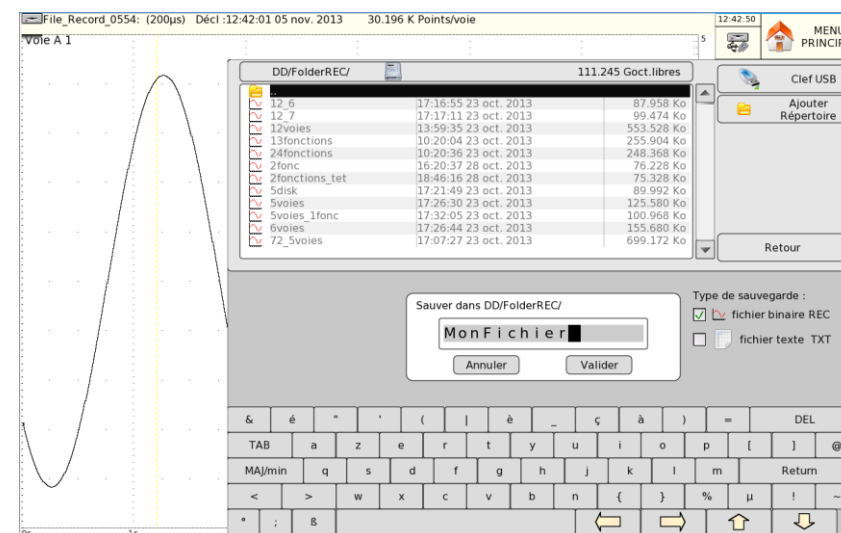 File_Record_0554: (200µs) Décl :12:42:01 05 nov. 2013 30.196 K Points/voie
12:42:50
Voie A 1
5
MENU
PRINCIP
DD/FolderREC/ 111.245 Goct.libres
Clef USB
..
12_6 17:16:55 23 oct. 2013 87.958 Ko
12_7 17:17:11 23 oct. 2013 99.474 Ko
12voies 13:59:35 23 oct. 2013 553.528 Ko
13fonctions 10:20:04 23 oct. 2013 255.904 Ko
24fonctions 10:20:36 23 oct. 2013 248.368 Ko
2fonc 16:20:37 28 oct. 2013 76.228 Ko
2fonctions_tet 18:46:16 28 oct. 2013 75.328 Ko
5disk 17:21:49 23 oct. 2013 89.992 Ko
5voies 17:26:30 23 oct. 2013 125.580 Ko
5voies_1fonc 17:32:05 23 oct. 2013 100.968 Ko
6voies 17:26:44 23 oct. 2013 155.680 Ko
72_5voies 17:07:27 23 oct. 2013 699.172 Ko
Ajouter
Répertoire
Retour
Sauver dans DD/FolderREC/
MonFichier
Annuler Valider
Type de sauvegarde :
fichier binaire REC
fichier texte TXT
& é " ' ( | è _ ç à ) = DEL
TAB a z e r t y u i o p [ ] @
MAJ/min q s d f g h j k l m Return
< > w x c v b n { } % µ ! ~
° ; ß
0s 1s